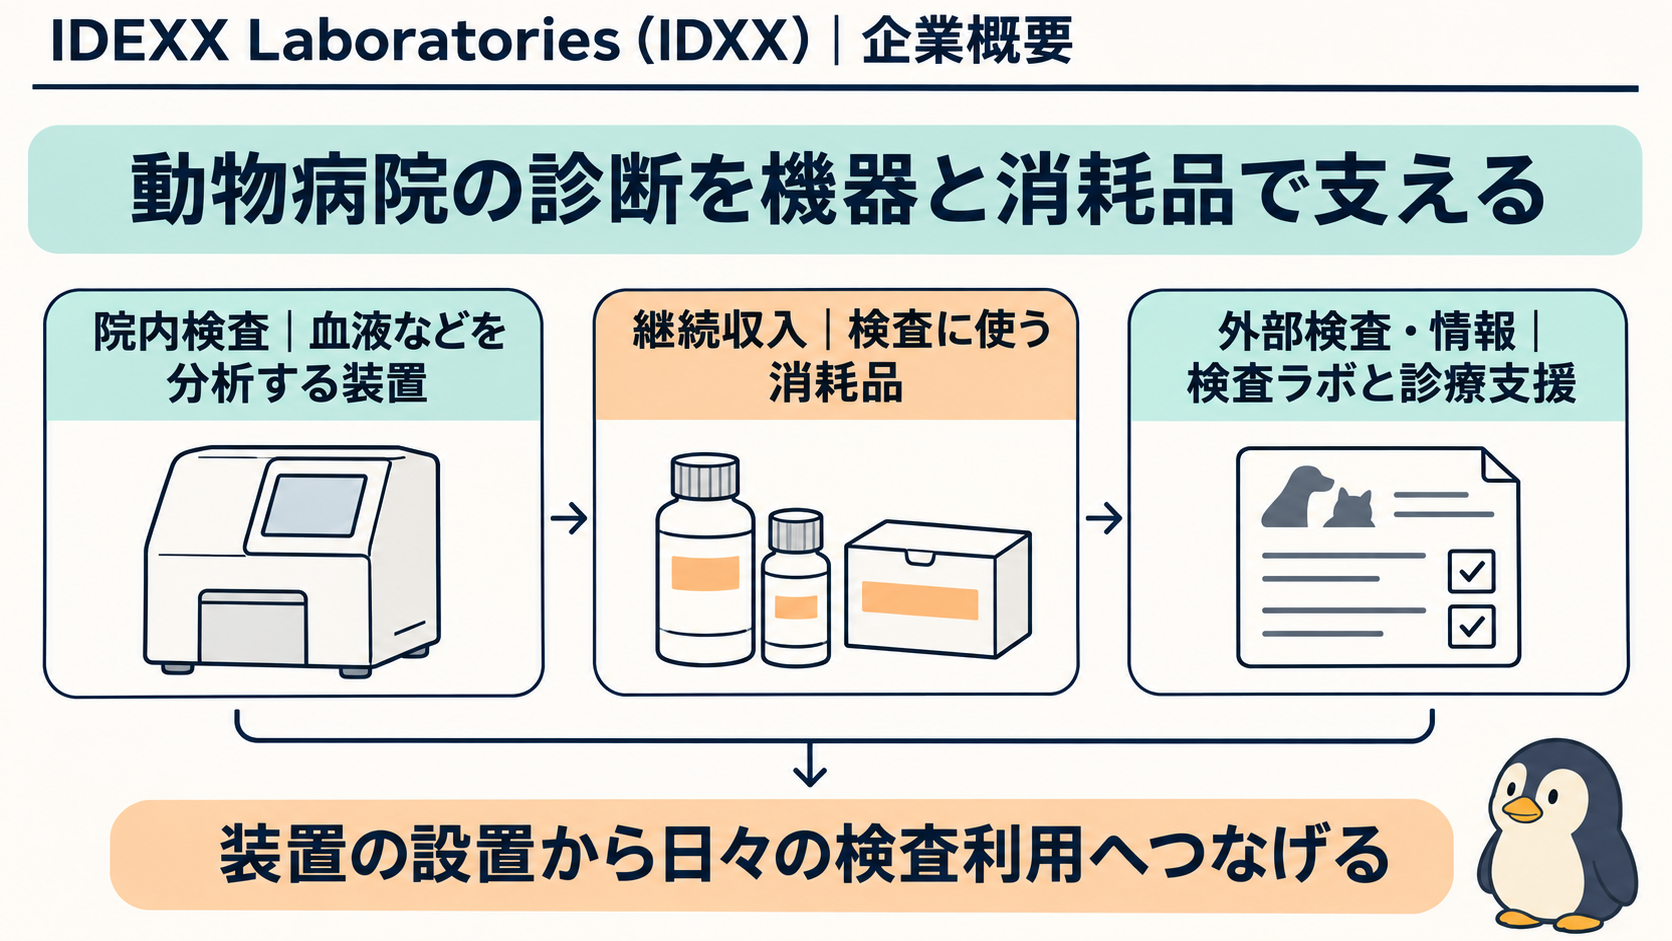 IDEXX Laboratories (IDXX)｜企業概要
動物病院の診断を機器と消耗品で支える
院内検査｜血液などを
分析する装置
継続収入｜検査に使う
消耗品
外部検査・情報｜
検査ラボと診療支援
装置の設置から日々の検査利用へつなげる